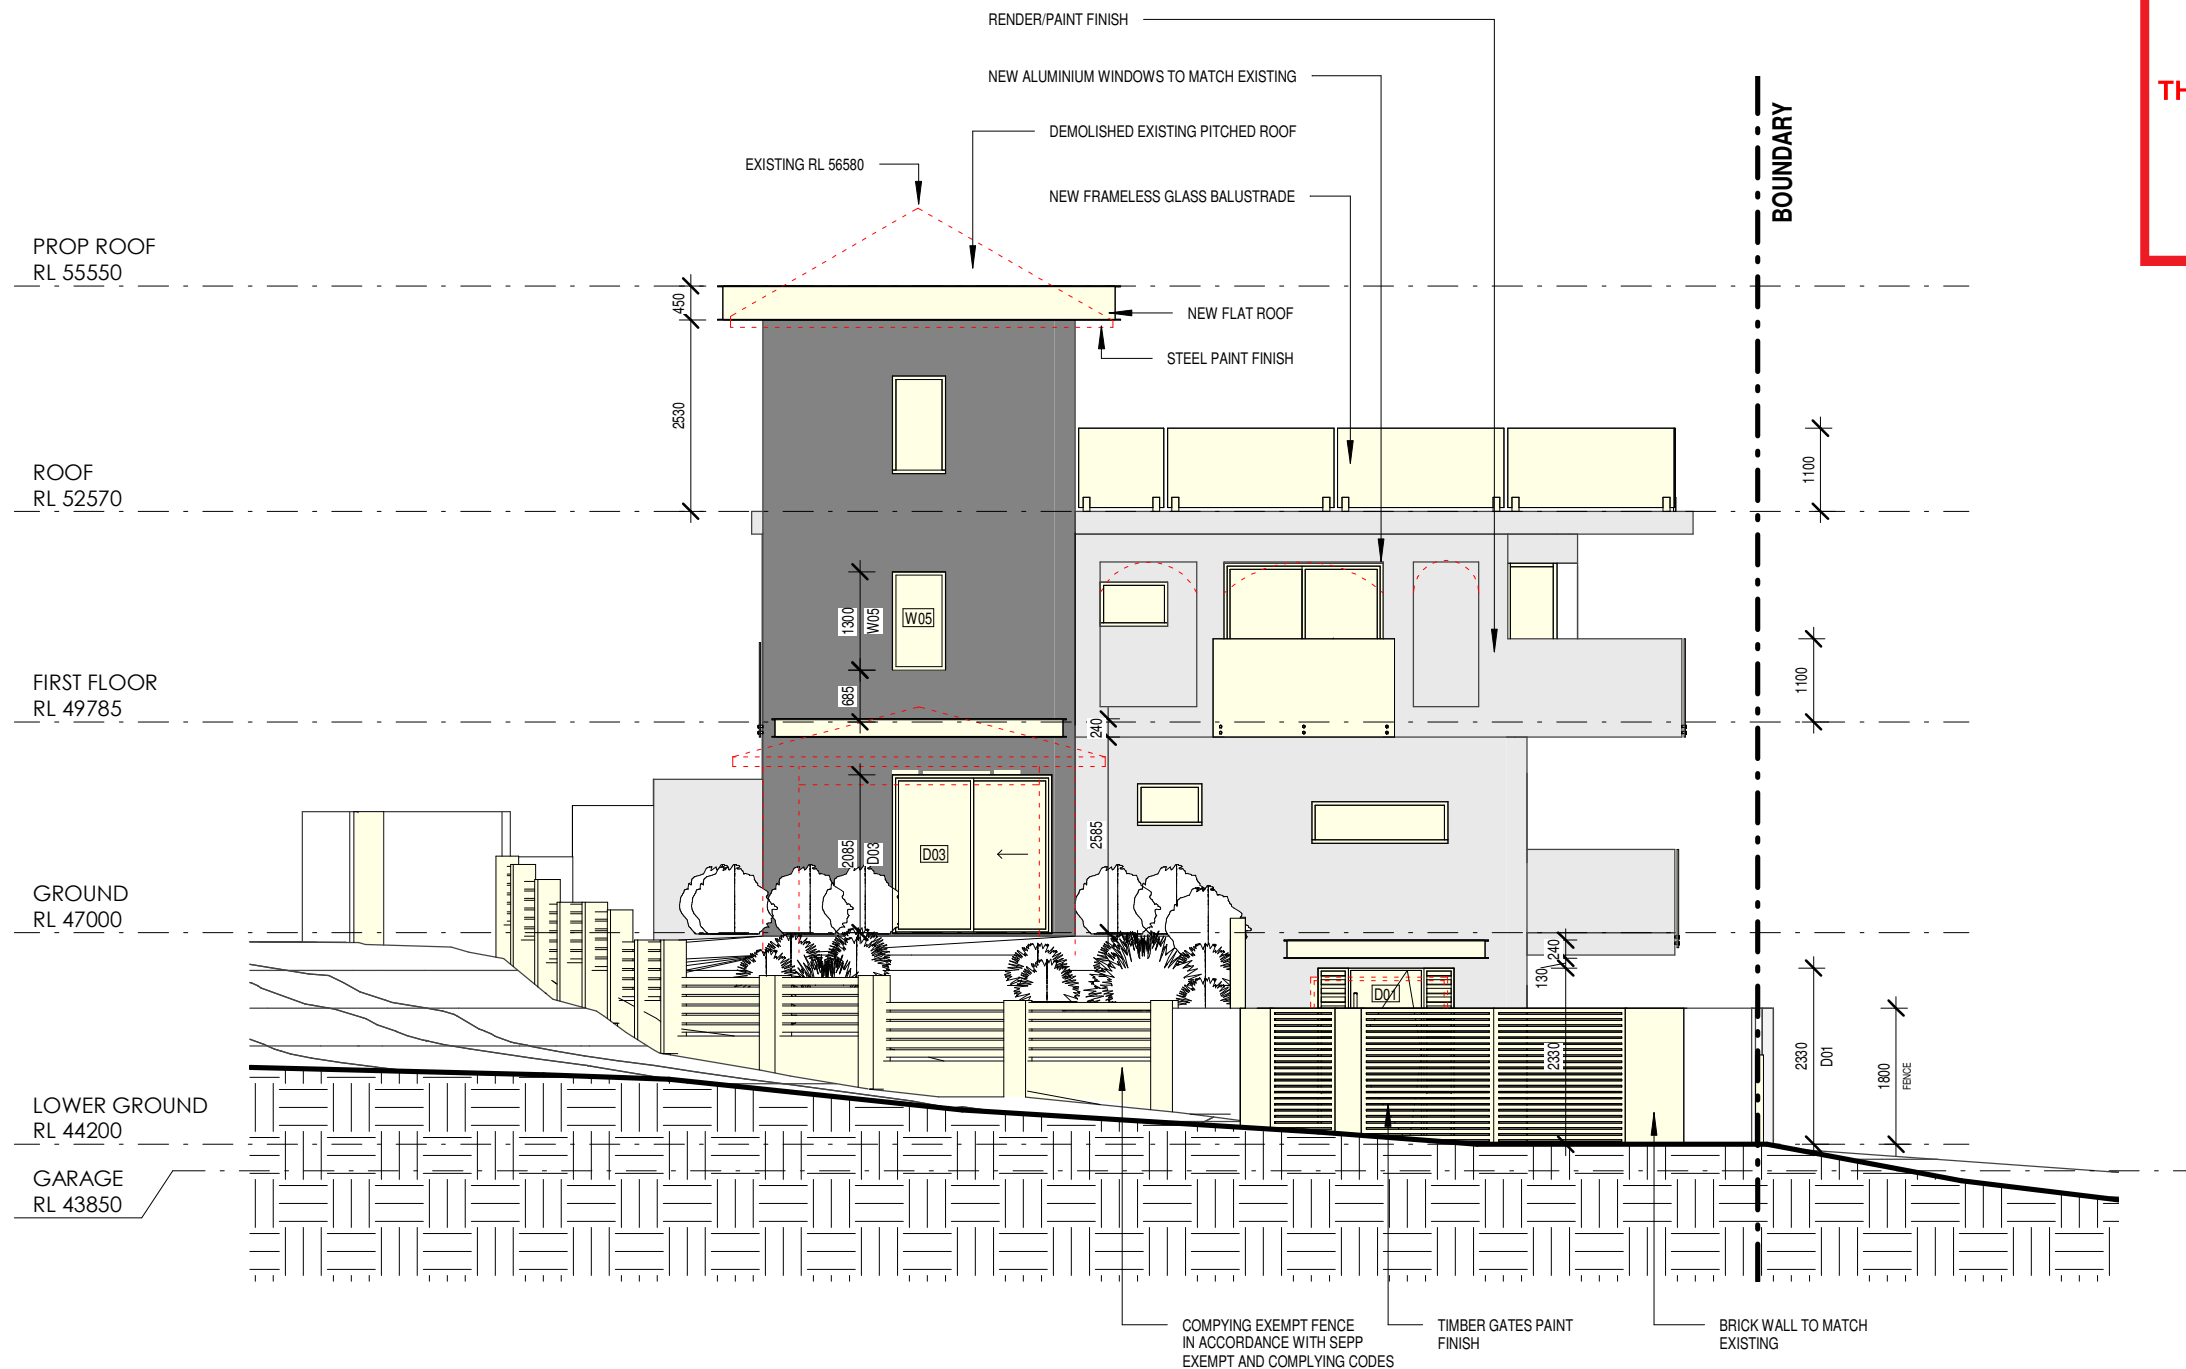 RENDER/PAINT FINISH
NEW ALUMINIUM WINDOWS TO MATCH EXISTING
TH
DEMOLISHED EXISTING PITCHED ROOF
BOUNDARY
EXISTING RL 56580
NEW FRAMELESS GLASS BALUSTRADE
PROP ROOF
RL 55550
450
NEW FLAT ROOF
STEEL PAINT FINISH
2530
ROOF
RL 52570
1100
1300
W05
W05
FIRST FLOOR
RL 49785
685
240
1100
2085
D03
D03
2585
GROUND
RL 47000
240
130
D01
2330
2330
D01
1800
FENCE
LOWER GROUND
RL 44200
GARAGE
RL 43850
COMPYING EXEMPT FENCE
IN ACCORDANCE WITH SEPP
EXEMPT AND COMPLYING CODES
TIMBER GATES PAINT
FINISH
BRICK WALL TO MATCH
EXISTING